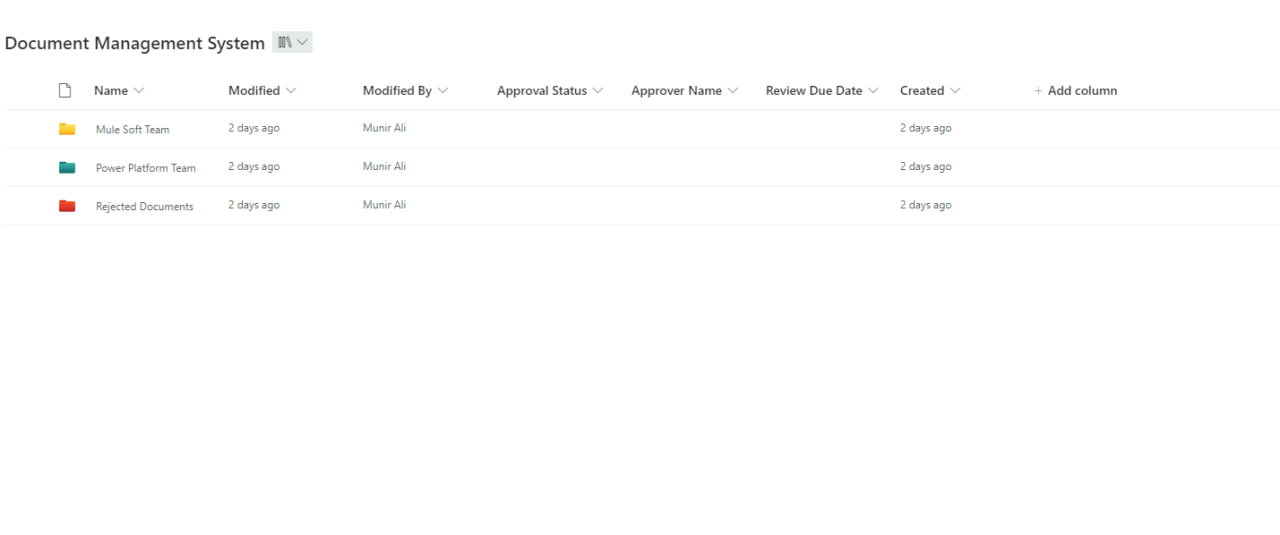 Document Management System
Name Modified Modified By Approval Status Approver Name Review Due Date Created + Add column
Mule Soft Team 2 days ago Munir Ali 2 days ago
Power Platform Team 2 days ago Munir Ali 2 days ago
Rejected Documents 2 days ago Munir Ali 2 days ago